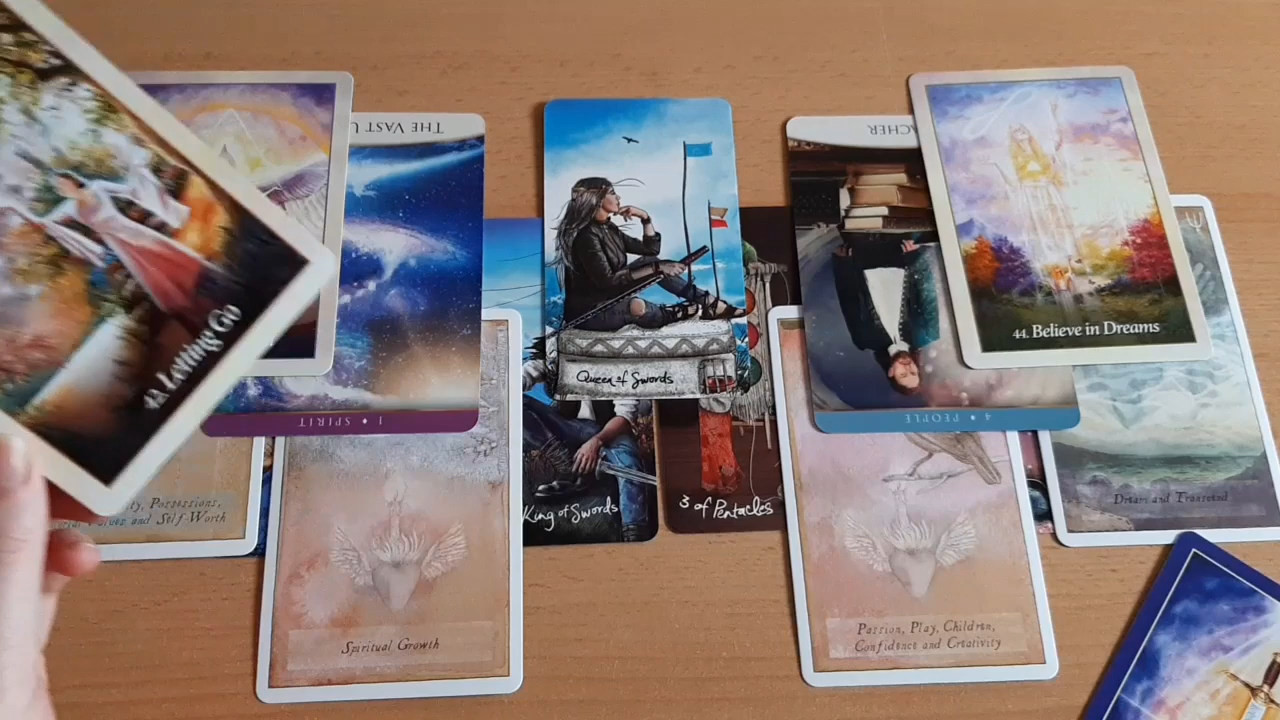 42. Letting Go
THE VAST
1 ♦ SPIRIT
Possessions,
Values and Self-Worth
Spiritual Growth
Queen of Swords
King of Swords
3 of Pentacles
4 ♦ PEOPLE
44. Believe in Dreams
Passion, Play, Children,
Confidence and Creativity
Dream and Transcend